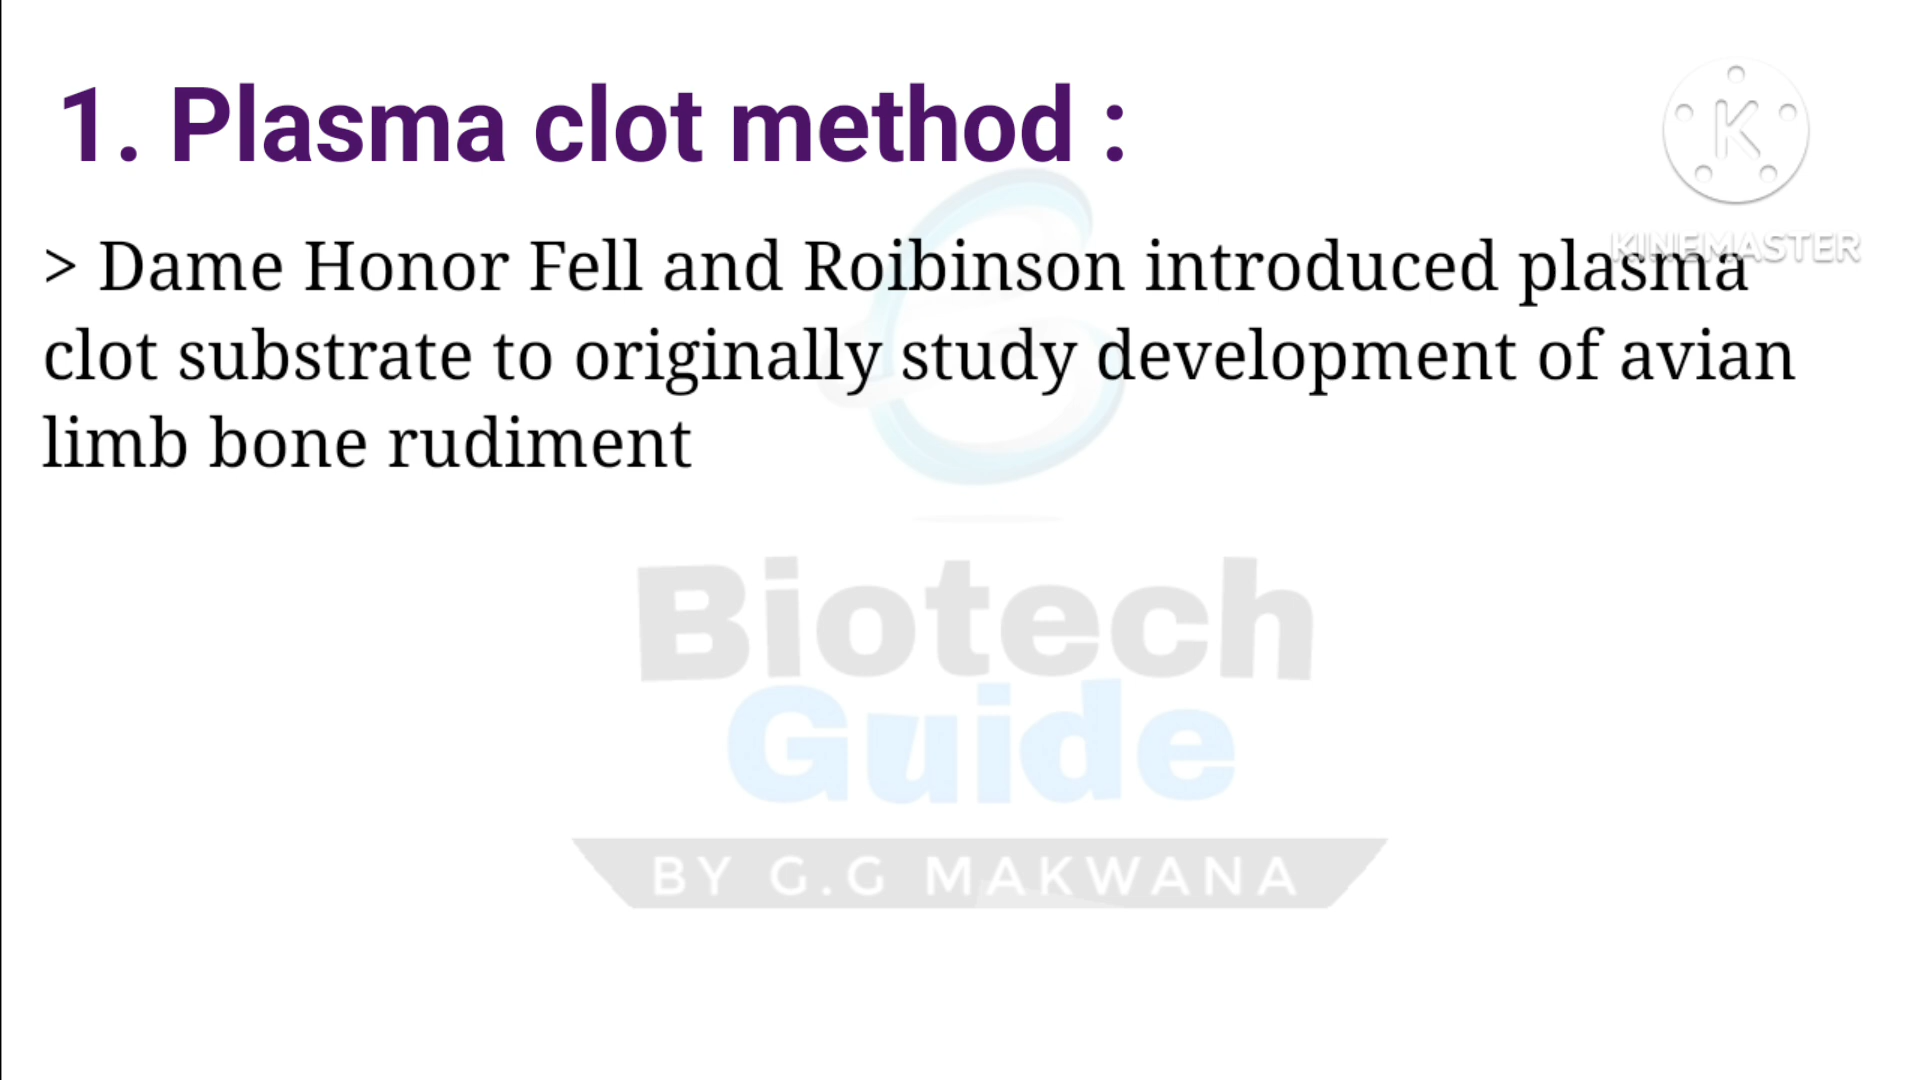 1. Plasma clot method :
K
KINEMASTER
> Dame Honor Fell and Roibinson introduced plasma
clot substrate to originally study development of avian
limb bone rudiment
Biotech
Guide
BY G.G MAKWANA